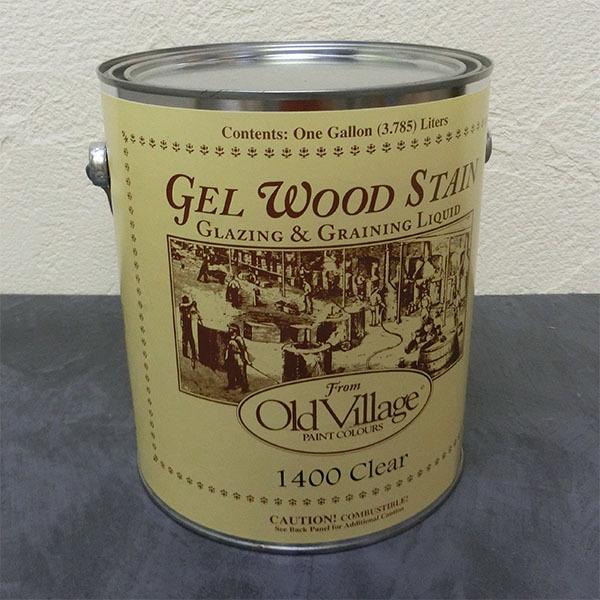 Contents: One Gallon (3.785) Liters
GEL WOOD STAIN
GLAZING & GRAINING LIQUID
From
Old Village
PAINT COLOURS
1400 Clear
CAUTION! COMBUSTIBLE!
See Back Panel for Additional Caution